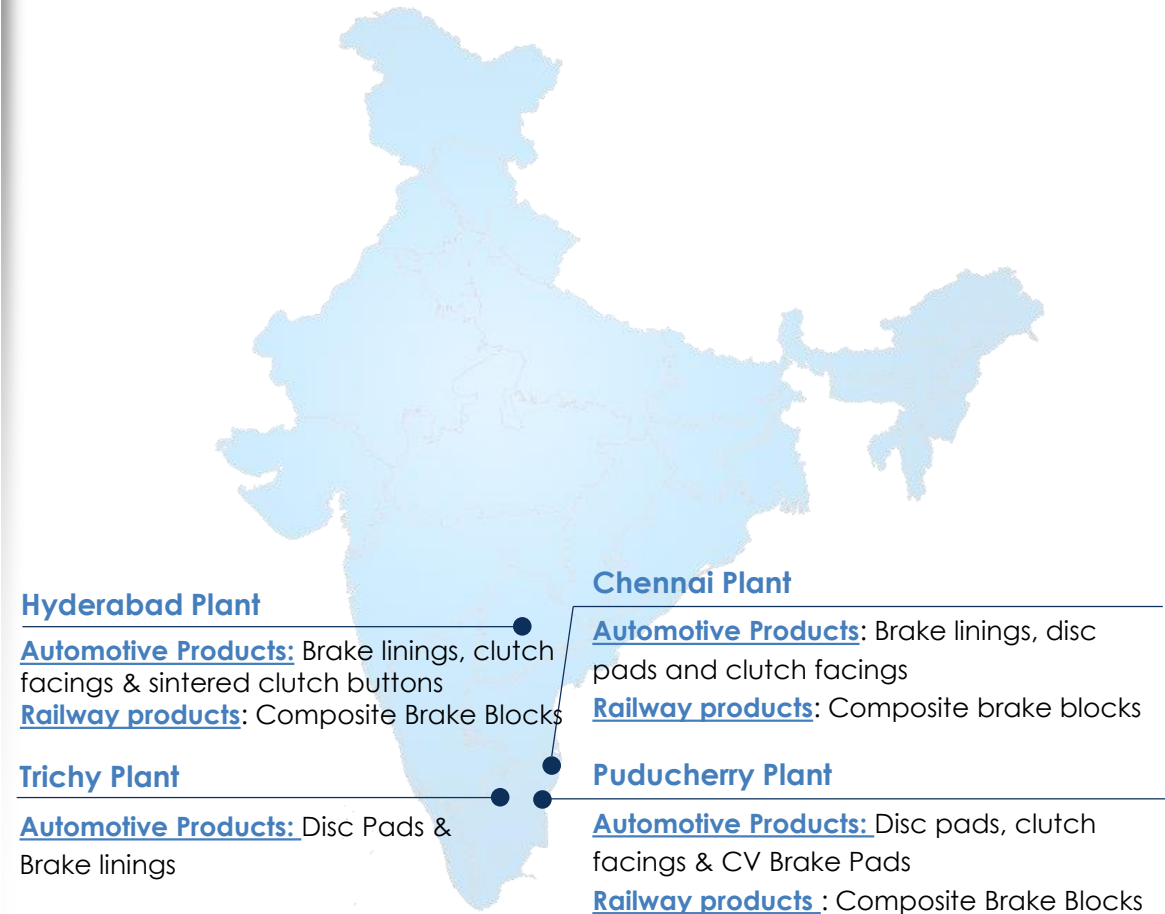 Hyderabad Plant
Automotive Products: Brake linings, clutch
facings & sintered clutch buttons
Railway products: Composite Brake Blocks
Chennai Plant
Automotive Products: Brake linings, disc
pads and clutch facings
Railway products: Composite brake blocks
Trichy Plant
Automotive Products: Disc Pads &
Brake linings
Puducherry Plant
Automotive Products: Disc pads, clutch
facings & CV Brake Pads
Railway products : Composite Brake Blocks